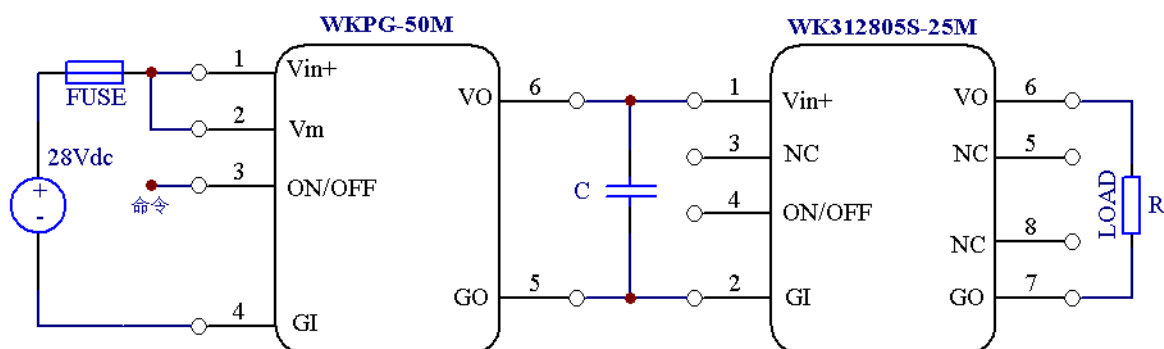 WKPG-50M
WK312805S-25M
FUSE
28Vdc
+
-
命令
1
Vin+
2
Vm
3
ON/OFF
4
GI
VO
6
GO
5
C
1
Vin+
3
NC
4
ON/OFF
2
GI
VO
6
NC
5
NC
8
GO
7
LOAD
R